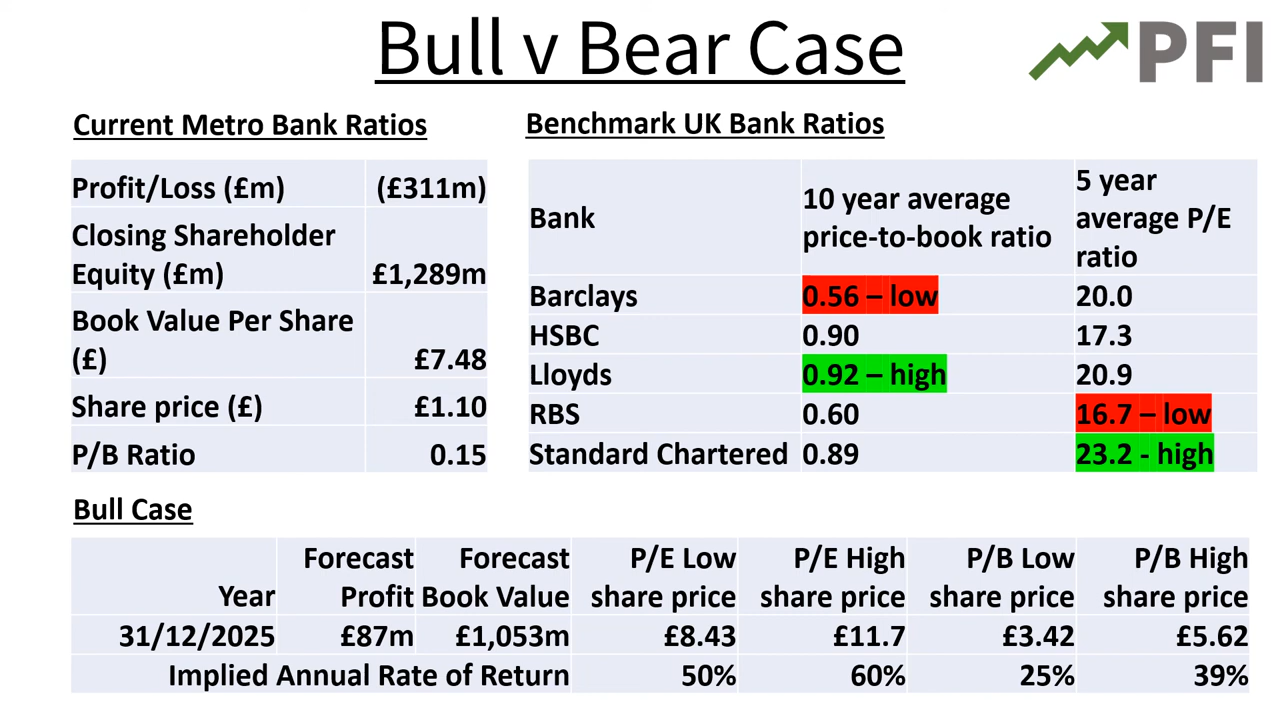 Bull v Bear Case
PFI
Current Metro Bank Ratios
Profit/Loss (£m) (£311m)
Closing Shareholder
Equity (£m) £1,289m
Book Value Per Share
(£) £7.48
Share price (£) £1.10
P/B Ratio 0.15
Benchmark UK Bank Ratios
Bank 10 year average price-to-book ratio 5 year average P/E ratio
Barclays 0.56 – low 20.0
HSBC 0.90 17.3
Lloyds 0.92 – high 20.9
RBS 0.60 16.7 – low
Standard Chartered 0.89 23.2 - high
Bull Case
Year Forecast Profit Forecast Book Value P/E Low share price P/E High share price P/B Low share price P/B High share price
31/12/2025 £87m £1,053m £8.43 £11.7 £3.42 £5.62
Implied Annual Rate of Return 50% 60% 25% 39%